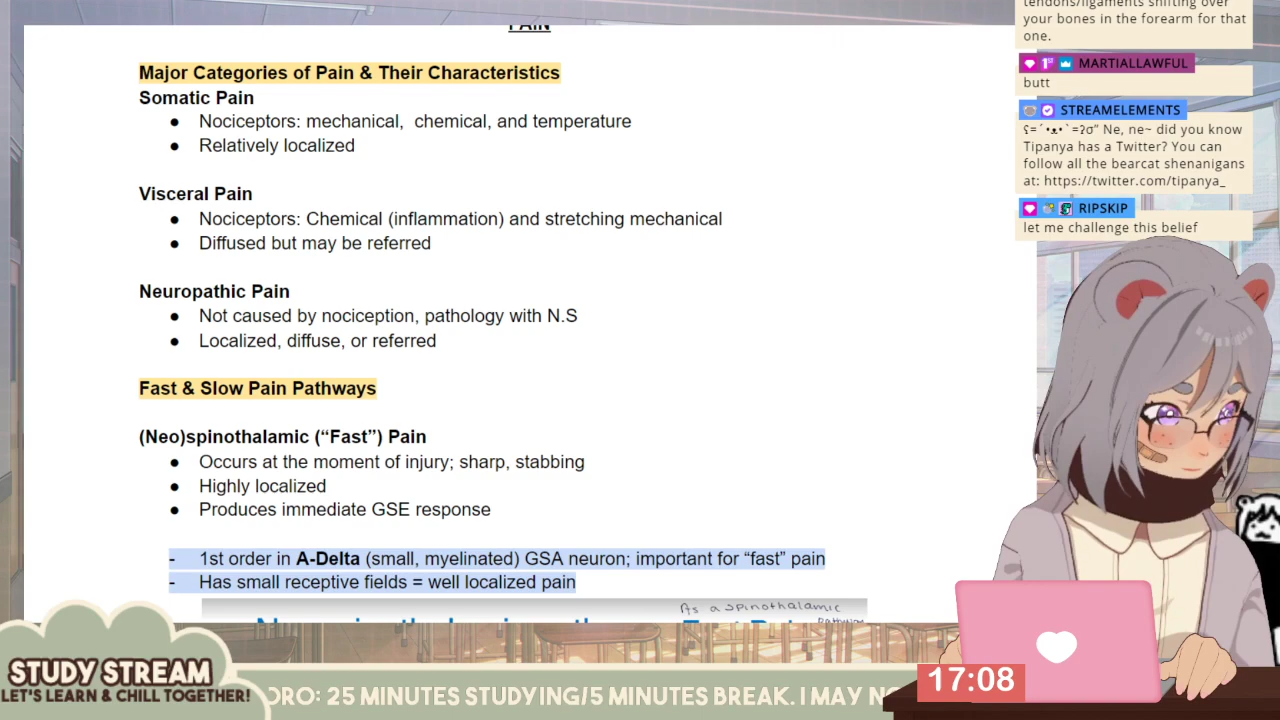 PAIN
Major Categories of Pain & Their Characteristics
Somatic Pain
● Nociceptors: mechanical, chemical, and temperature
● Relatively localized
Visceral Pain
● Nociceptors: Chmical (inflammation) and stretching mechanical
● Diffused but may be referred
Neuropathic Pain
● Not caused by nociception, pathology with N.S
● Localized, diffuse, or referred
Fast & Slow Pain Pathways
(Neo)spinothalamic (“Fast”) Pain
● Occurs at the moment of injury; sharp, stabbing
● Highly localized
● Produces immediate GSE response
- 1st order in A-Delta (small, myelinated) GSA neuron; important for “fast” pain
- Has small receptive fields = well localized pain
As a spinothalamic
Pathway
tendons/ligaments shifting over
your bones in the forearm for that
one.
MARTIALLAWFUL
butt
STREAMELEMENTS
ʕ=´•ᴥ•`=ʔσ” Ne, ne~ did you know
Tipanya has a Twitter? You can
follow all the bearcat shenanigans
at: https://twitter.com/tipanya_
RIPSKIP
let me challenge this belief
STUDY STREAM
LET'S LEARN & CHILL TOGETHER!
ORO: 25 MINUTES STUDYING/5 MINUTES BREAK. I MAY
17:08